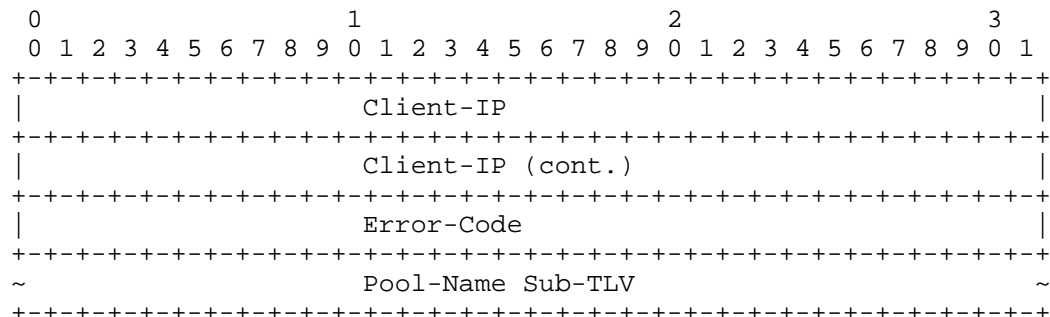 0                   1                   2                   3
 0 1 2 3 4 5 6 7 8 9 0 1 2 3 4 5 6 7 8 9 0 1 2 3 4 5 6 7 8 9 0 1
+-+-+-+-+-+-+-+-+-+-+-+-+-+-+-+-+-+-+-+-+-+-+-+-+-+-+-+-+-+-+-+-+
|                     Client-IP                                 |
+-+-+-+-+-+-+-+-+-+-+-+-+-+-+-+-+-+-+-+-+-+-+-+-+-+-+-+-+-+-+-+-+
|                     Client-IP (cont.)                         |
+-+-+-+-+-+-+-+-+-+-+-+-+-+-+-+-+-+-+-+-+-+-+-+-+-+-+-+-+-+-+-+-+
|                     Error-Code                                |
+-+-+-+-+-+-+-+-+-+-+-+-+-+-+-+-+-+-+-+-+-+-+-+-+-+-+-+-+-+-+-+-+
~                     Pool-Name Sub-TLV                         ~
+-+-+-+-+-+-+-+-+-+-+-+-+-+-+-+-+-+-+-+-+-+-+-+-+-+-+-+-+-+-+-+-+